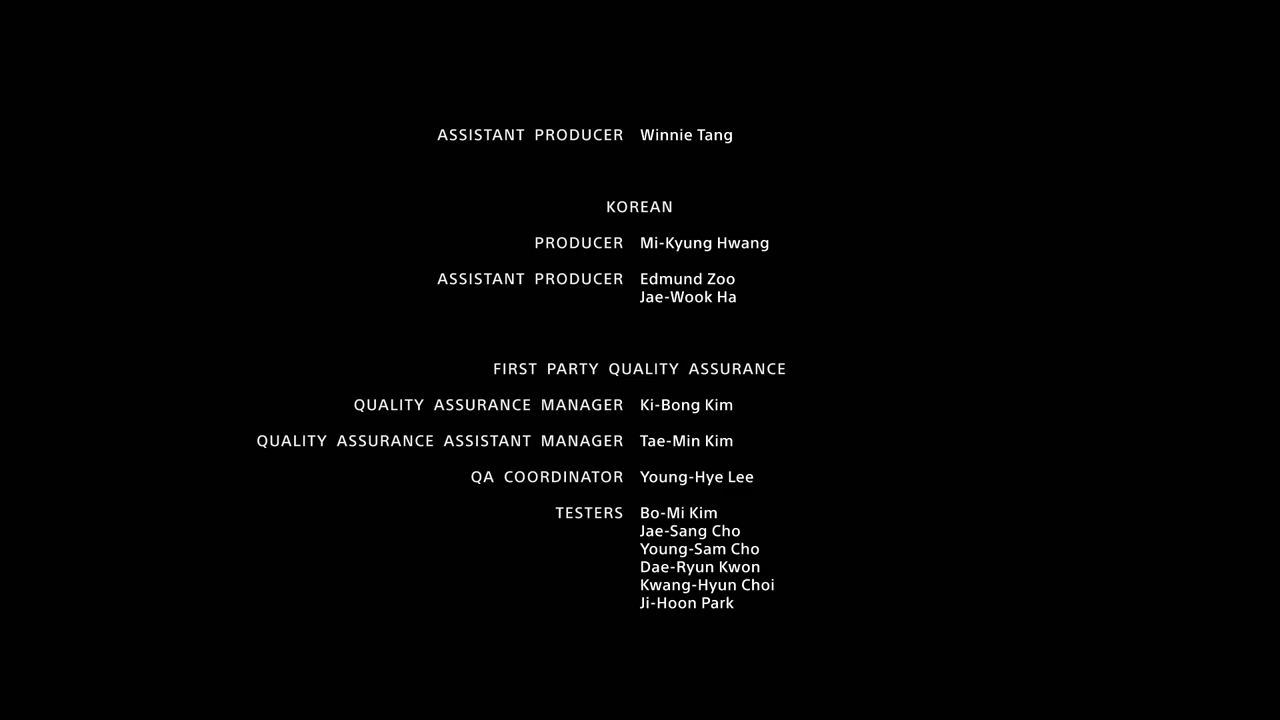 ASSISTANT PRODUCER Winnie Tang
KOREAN
PRODUCER Mi-Kyung Hwang
ASSISTANT PRODUCER Edmund Zoo
Jae-Wook Ha
FIRST PARTY QUALITY ASSURANCE
QUALITY ASSURANCE MANAGER Ki-Bong Kim
QUALITY ASSURANCE ASSISTANT MANAGER Tae-Min Kim
QA COORDINATOR Young-Hye Lee
TESTERS Bo-Mi Kim
Jae-Sang Cho
Young-Sam Cho
Dae-Ryun Kwon
Kwang-Hyun Choi
Ji-Hoon Park